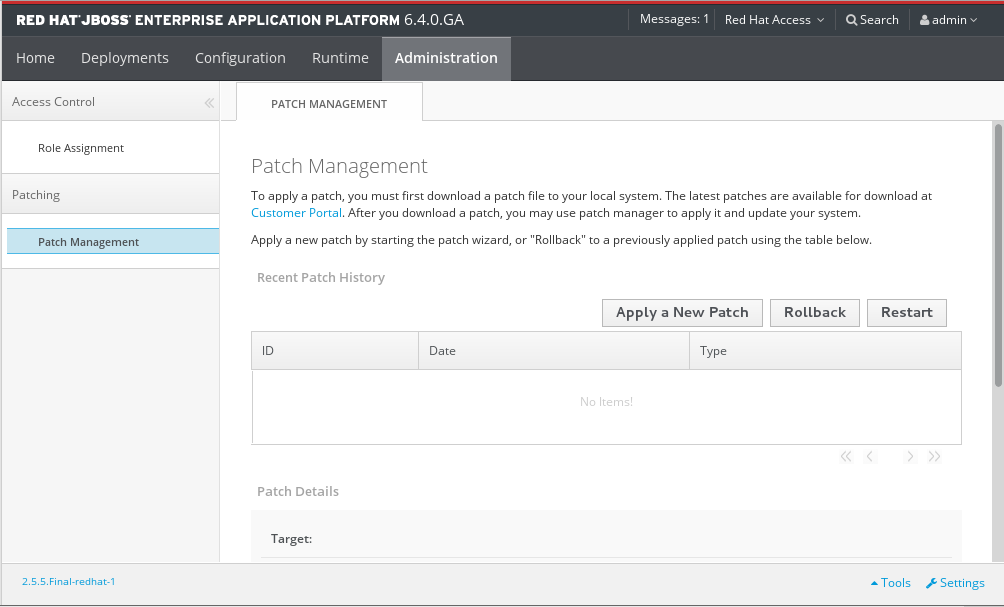 RED HAT JBOSS ENTERPRISE APPLICATION PLATFORM 6.4.0.GA Messages: 1 Red Hat Access Search admin
Home Deployments Configuration Runtime Administration
Access Control
Role Assignment
Patching
Patch Management
PATCH MANAGEMENT
Patch Management
To apply a patch, you must first download a patch file to your local system. The latest patches are available for download at
Customer Portal. After you download a patch, you may use patch manager to apply it and update your system.
Apply a new patch by starting the patch wizard, or "Rollback" to a previously applied patch using the table below.
Recent Patch History
Apply a New Patch Rollback Restart
ID Date Type
No Items!
Patch Details
Target:
2.5.5.Final-redhat-1 Tools Settings